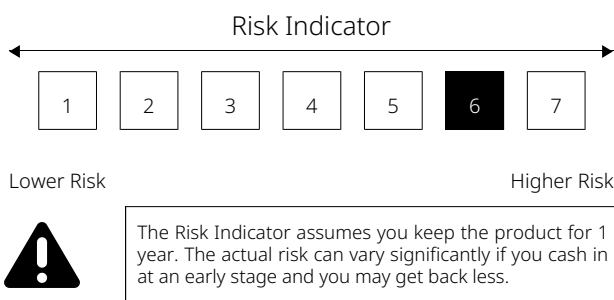 Risk Indicator
1 2 3 4 5 6 7
Lower Risk Higher Risk
The Risk Indicator assumes you keep the product for 1
year. The actual risk can vary significantly if you cash in
at an early stage and you may get back less.